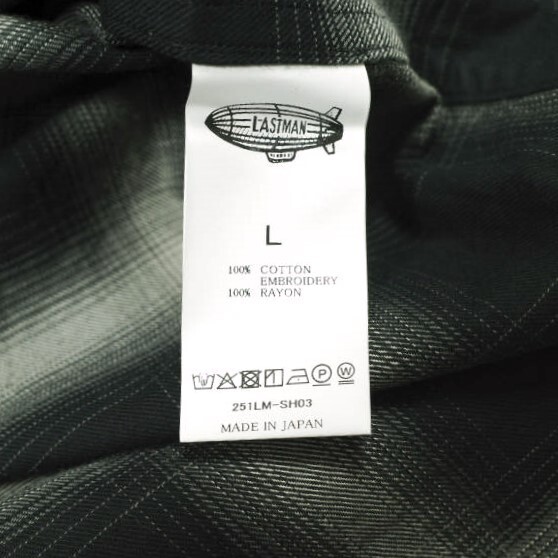 LASTMAN
L
100% COTTON
EMBROIDERY
100% RAYON
P W
251LM-SH03
MADE IN JAPAN